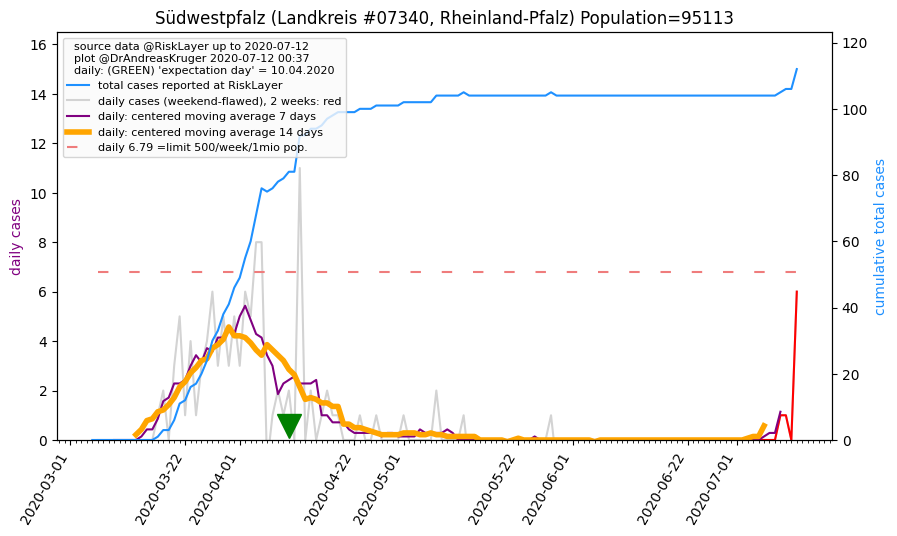 Südwestpfalz (Landkreis #07340, Rheinland-Pfalz) Population=95113
source data @RiskLayer up to 2020-07-12
plot @DrAndreasKruger 2020-07-12 00:37
daily: (GREEN) 'expectation day' = 10.04.2020
total cases reported at RiskLayer
daily cases (weekend-flawed), 2 weeks: red
daily: centered moving average 7 days
daily: centered moving average 14 days
daily 6.79 =limit 500/week/1mio pop.
daily cases
16
14
12
10
8
6
4
2
0
cumulative total cases
120
100
80
60
40
20
0
2020-03-01
2020-03-22
2020-04-01
2020-04-22
2020-05-01
2020-05-22
2020-06-01
2020-06-22
2020-07-01